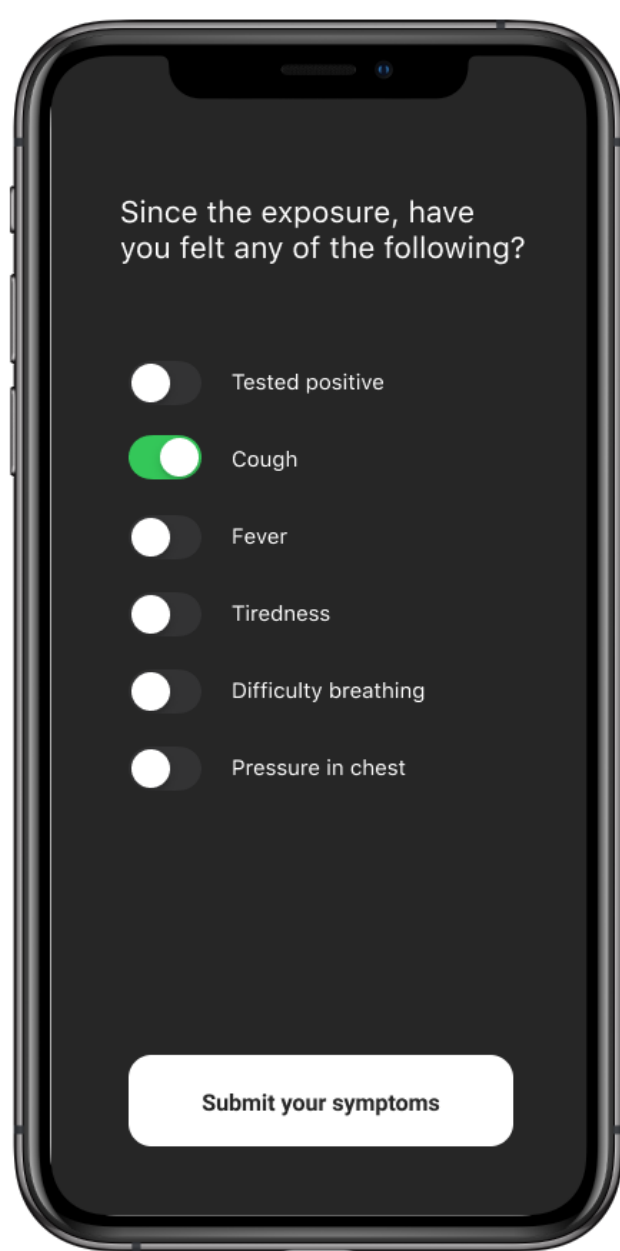 Since the exposure, have
you felt any of the following?
Tested positive
Cough
Fever
Tiredness
Difficulty breathing
Pressure in chest
Submit your symptoms